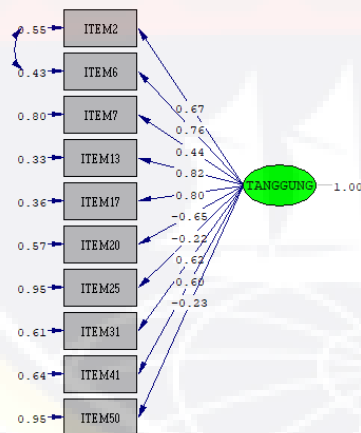 0.55 ITEM2
0.43 ITEM6
0.80 ITEM7
0.33 ITEM13
0.36 ITEM17
0.57 ITEM20
0.95 ITEM25
0.61 ITEM31
0.64 ITEM41
0.95 ITEM50
0.67
0.76
0.44
0.82
0.80
-0.65
-0.22
0.62
0.60
-0.23
TANGGUNG 1.00